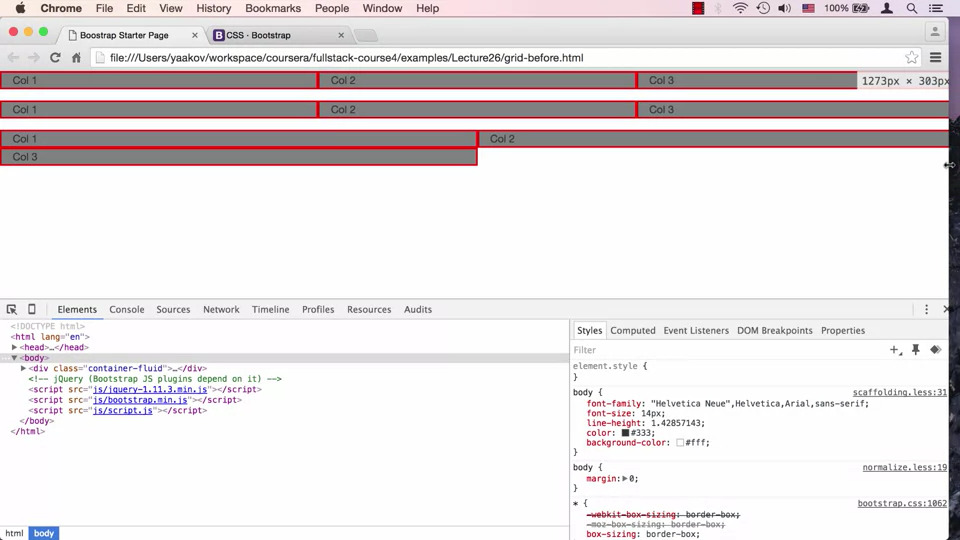 Chrome File Edit View History Bookmarks People Window Help 100%
Boostrap Starter Page CSS · Bootstrap
file:///Users/yaakov/workspace/coursera/fullstack-course4/examples/Lecture26/grid-before.html
Col 1 Col 2 Col 3 1273px × 303px
Col 1 Col 2 Col 3
Col 1 Col 2
Col 3
Elements Console Sources Network Timeline Profiles Resources Audits
<!DOCTYPE html>
<html lang="en">
<head>…</head>
<body>
<div class="container-fluid">…</div>
<!-- jQuery (Bootstrap JS plugins depend on it) -->
<script src="js/jquery-1.11.3.min.js"></script>
<script src="js/bootstrap.min.js"></script>
<script src="js/script.js"></script>
</body>
</html>
html body
Styles Computed Event Listeners DOM Breakpoints Properties
Filter
element.style {
}
body { scaffolding.less:31
font-family: "Helvetica Neue",Helvetica,Arial,sans-serif;
font-size: 14px;
line-height: 1.42857143;
color: #333;
background-color: #fff;
}
body { normalize.less:19
margin: 0;
}
* { bootstrap.css:1062
-webkit-box-sizing: border-box;
-moz-box-sizing: border-box;
box-sizing: border-box;